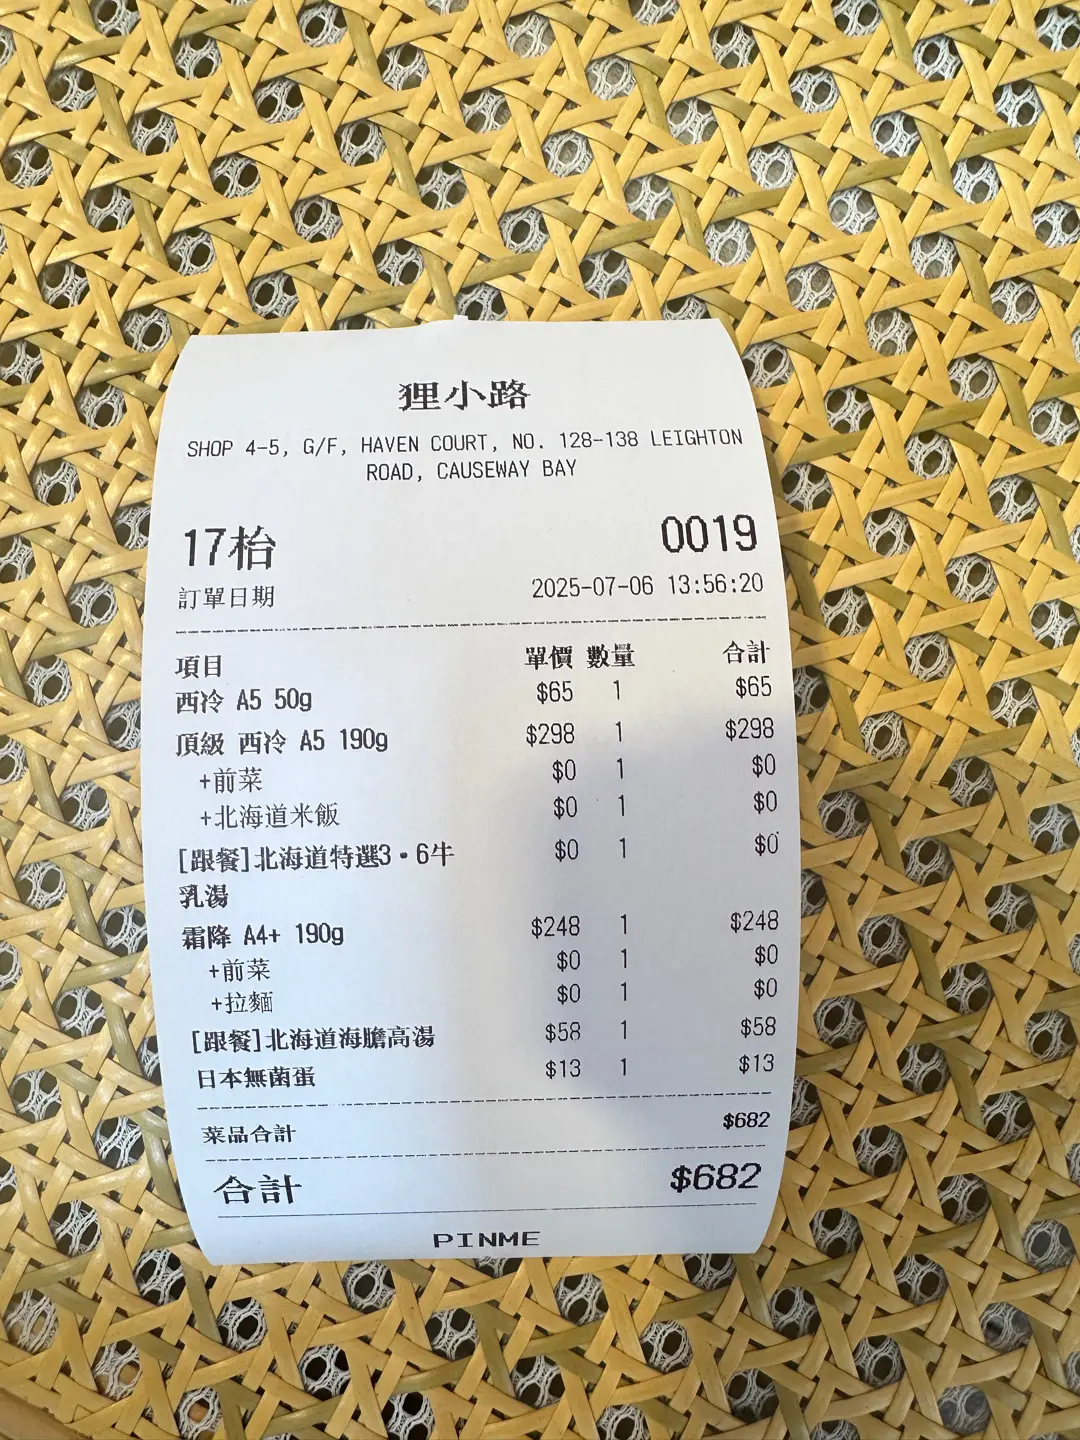 狸小路
SHOP 4-5, G/F, HAVEN COURT, NO. 128-138 LEIGHTON
ROAD, CAUSEWAY BAY
17枱 0019
訂單日期 2025-07-06 13:56:20
項目 單價 數量 合計
西冷 A5 50g $65 1 $65
頂級 西冷 A5 190g $298 1 $298
+前菜 $0 1 $0
+北海道米飯 $0 1 $0
[跟餐]北海道特選3·6牛 $0 1 $0
乳湯
霜降 A4+ 190g $248 1 $248
+前菜 $0 1 $0
+拉麵 $0 1 $0
[跟餐]北海道海膽高湯 $58 1 $58
日本無菌蛋 $13 1 $13
菜品合計 $682
合計 $682
PINME